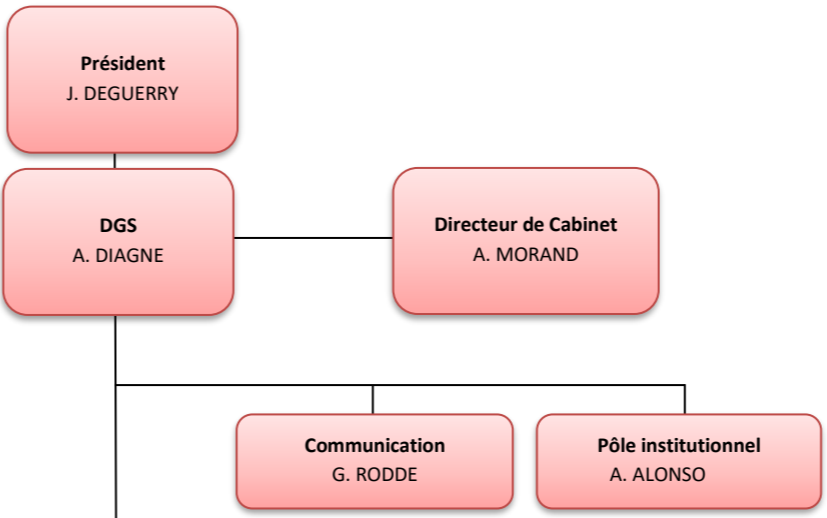 Président
J. DEGUERRY
DGS
A. DIAGNE
Directeur de Cabinet
A. MORAND
Communication
G. RODDE
Pôle institutionnel
A. ALONSO